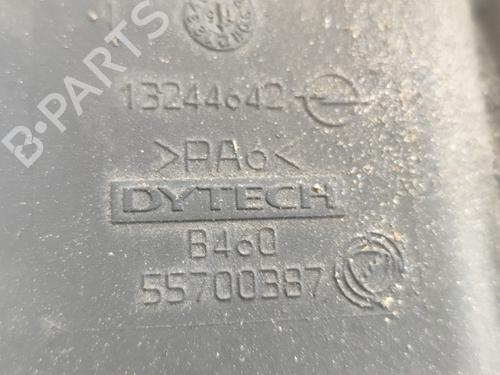 13244642
>PA6<
DYTECH
B460
55700387
B-PARTS